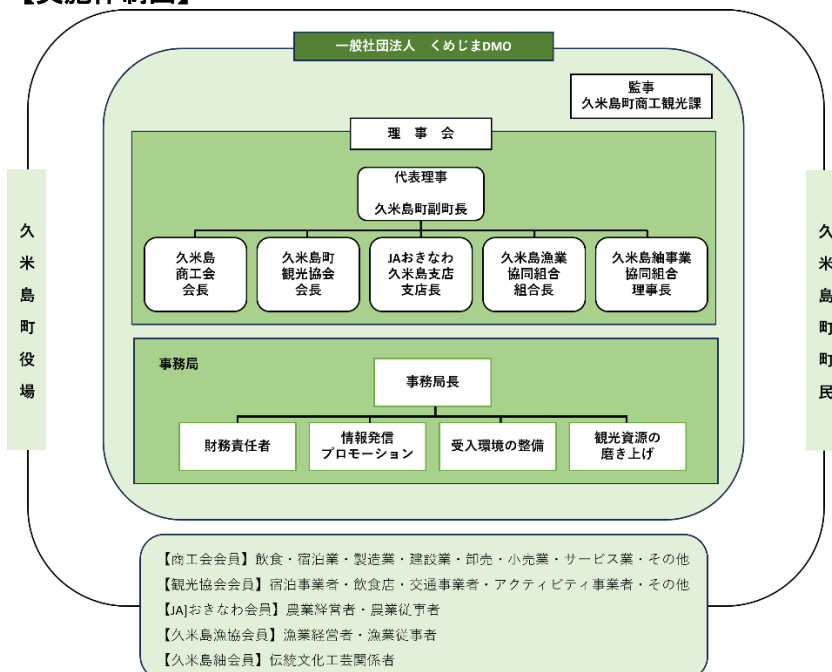 【実施体制図】
一般社団法人 くめじまDMO
監事
久米島町商工観光課
理 事 会
代表理事
久米島町副町長
久米島
商工会
会長
久米島町
観光協会
会長
JAおきなわ
久米島支店
支店長
久米島漁業
協同組合
組合長
久米島紬事業
協同組合
理事長
事務局
事務局長
財務責任者
情報発信
プロモーション
受入環境の整備
観光資源の
磨き上げ
久米島町役場
久米島町町民
【商工会会員】飲食・宿泊業・製造業・建設業・卸売・小売業・サービス業・その他
【観光協会会員】宿泊事業者・飲食店・交通事業者・アクティビティ事業者・その他
【JA]おきなわ会員】農業経営者・農業従事者
【久米島漁協会員】漁業経営者・漁業従事者
【久米島紬会員】伝統文化工芸関係者